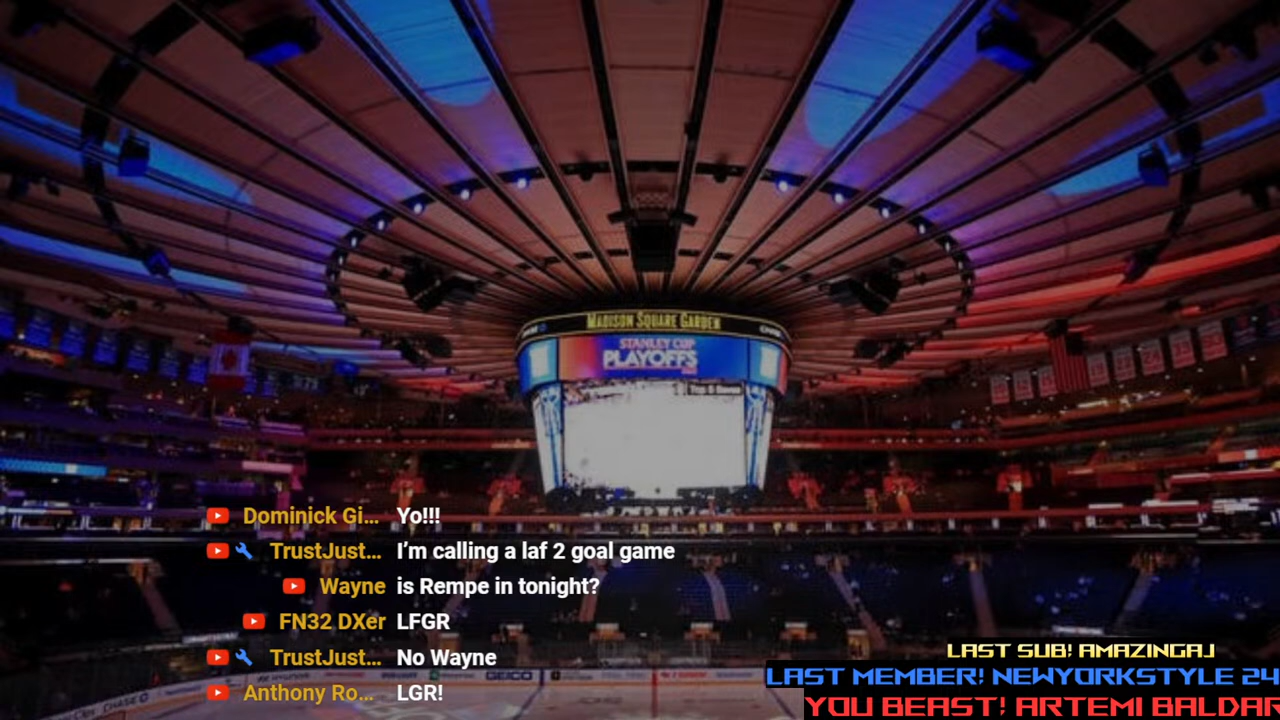 MADISON SQUARE GARDEN
STANLEY CUP
PLAYOFFS
Dominick Gi... Yo!!!
TrustJust... I'm calling a laf 2 goal game
Wayne is Rempe in tonight?
FN32 DXer LFGR
TrustJust... No Wayne
Anthony Ro... LGR!
GEICO
CHASE
LAST SUB! AMAZINGAJ
LAST MEMBER! NEWYORKSTYLE 24
YOU BEAST! ARTEMI BALDAR